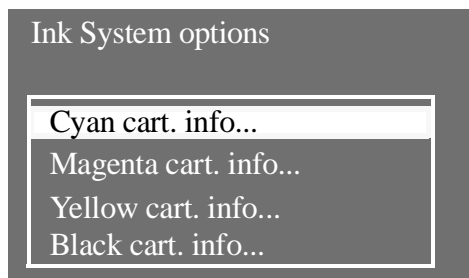 Ink System options
Cyan cart. info...
Magenta cart. info...
Yellow cart. info...
Black cart. info...